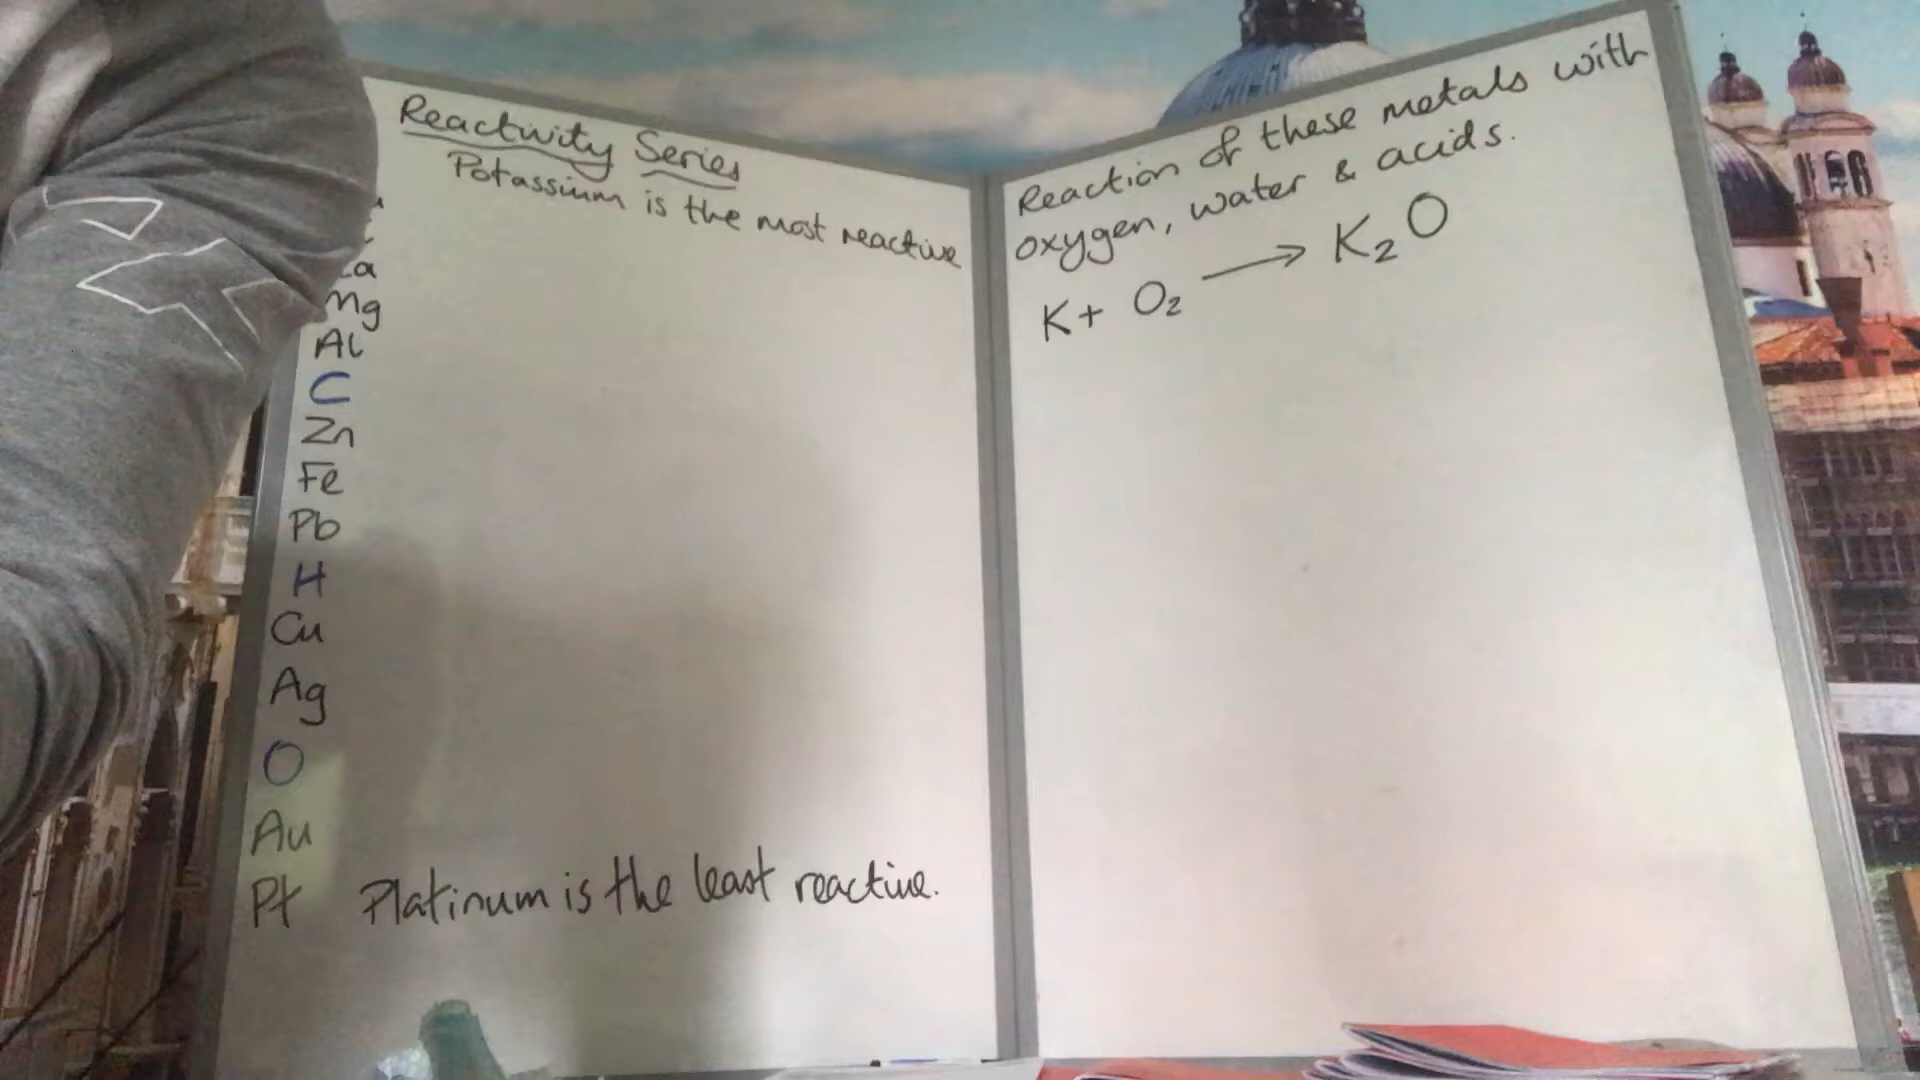 Reactivity Series
Potassium is the most reactive
Mg
Al
C
Zn
Fe
Pb
H
Cu
Ag
O
Au
Pt Platinum is the least reactive.
Reaction of these metals with
oxygen, water & acids.
K+ O₂ → K₂O